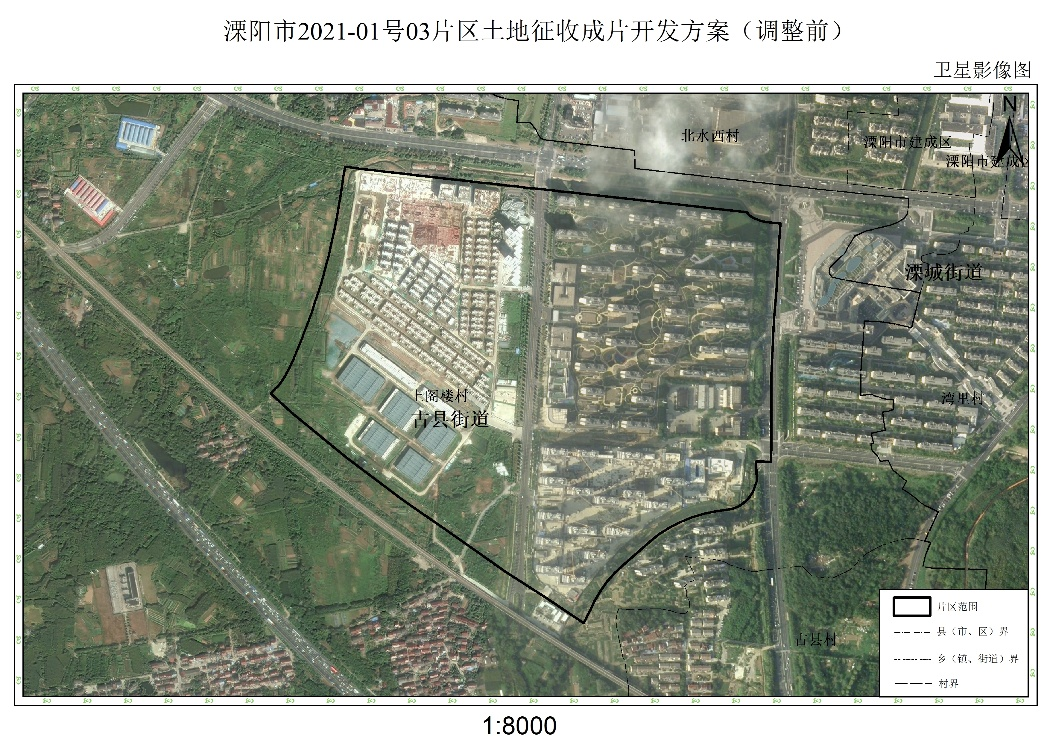 溧阳市2021-01号03片区土地征收成片开发方案（调整前）
卫星影像图
N
北水西村
溧阳市建成区
溧阳市建成区
溧城街道
上阁楼村
古县街道
湾里村
古县村
片区范围
县（市、区）界
乡（镇、街道）界
村界
1:8000